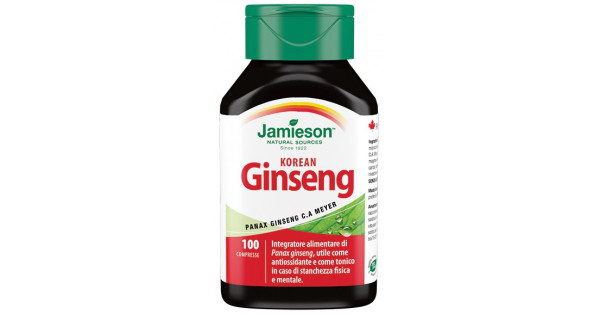 Jamieson™
NATURAL SOURCES
Since 1922
KOREAN
Ginseng
PANAX GINSENG C.A MEYER
100
COMPRESSE
Integratore alimentare di
Panax ginseng, utile come
antiossidante e come tonico
in caso di stanchezza fisica
e mentale.